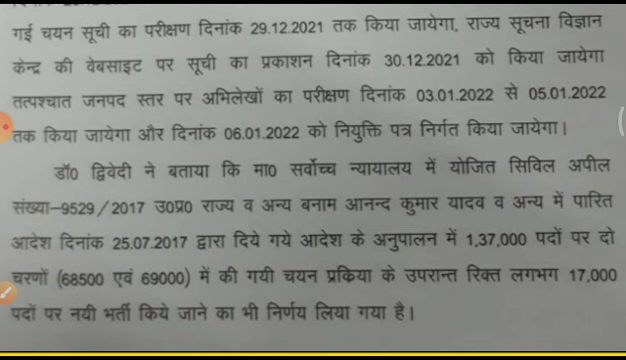 गई चयन सूची का परीक्षण दिनांक 29.12.2021 तक किया जायेगा, राज्य सूचना विज्ञान
केन्द्र की वेबसाइट पर सूची का प्रकाशन दिनांक 30.12.2021 को किया जायेगा
तत्पश्चात जनपद स्तर पर अभिलेखों का परीक्षण दिनांक 03.01.2022 से 05.01.2022
तक किया जायेगा और दिनांक 06.01.2022 को नियुक्ति पत्र निर्गत किया जायेगा।
डॉ0 द्विवेदी ने बताया कि मा0 सर्वोच्च न्यायालय में योजित सिविल अपील
संख्या-9529/2017 उ0प्र0 राज्य व अन्य बनाम आनन्द कुमार यादव व अन्य में पारित
आदेश दिनांक 25.07.2017 द्वारा दिये गये आदेश के अनुपालन में 1,37,000 पदों पर दो
चरणों (68500 एवं 69000) में की गयी चयन प्रकिया के उपरान्त रिक्त लगभग 17,000
पदों पर नयी भर्ती किये जाने का भी निर्णय लिया गया है।